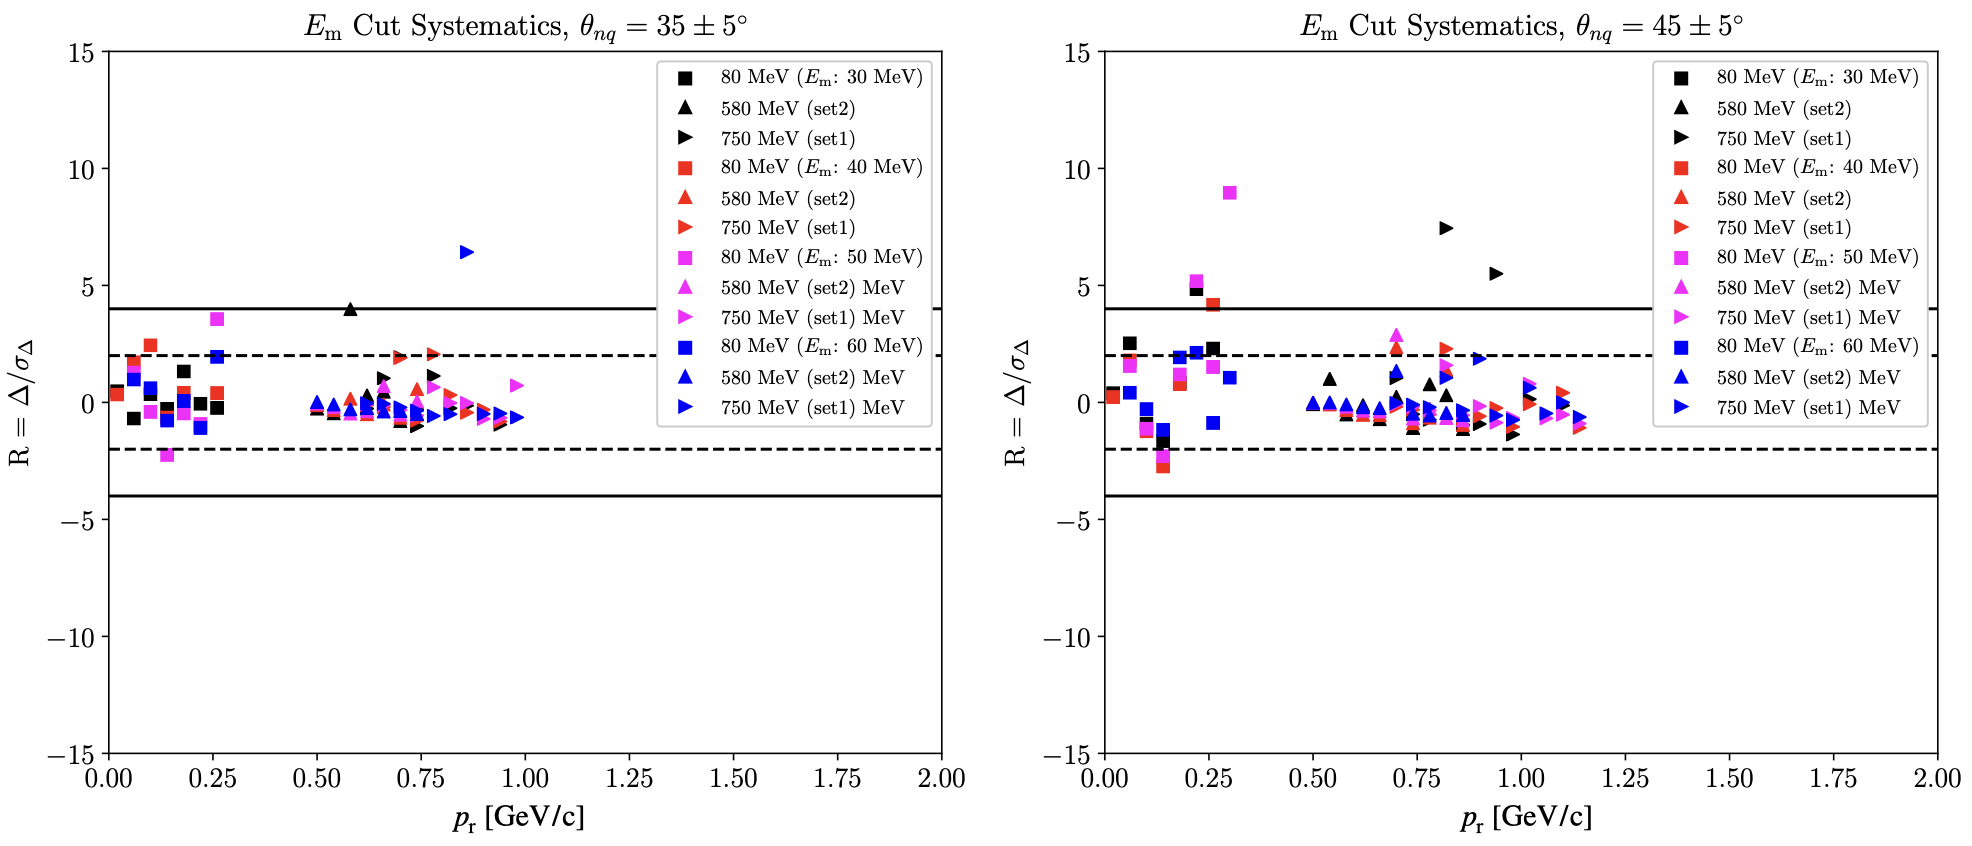 E_m Cut Systematics, θ_nq = 35 ± 5°
15
10
5
0
−5
−10
−15
R = Δ/σ_Δ
80 MeV (E_m: 30 MeV)
580 MeV (set2)
750 MeV (set1)
80 MeV (E_m: 40 MeV)
580 MeV (set2)
750 MeV (set1)
80 MeV (E_m: 50 MeV)
580 MeV (set2) MeV
750 MeV (set1) MeV
80 MeV (E_m: 60 MeV)
580 MeV (set2) MeV
750 MeV (set1) MeV
0.00 0.25 0.50 0.75 1.00 1.25 1.50 1.75 2.00
p_r [GeV/c]
E_m Cut Systematics, θ_nq = 45 ± 5°
15
10
5
0
−5
−10
−15
R = Δ/σ_Δ
80 MeV (E_m: 30 MeV)
580 MeV (set2)
750 MeV (set1)
80 MeV (E_m: 40 MeV)
580 MeV (set2)
750 MeV (set1)
80 MeV (E_m: 50 MeV)
580 MeV (set2) MeV
750 MeV (set1) MeV
80 MeV (E_m: 60 MeV)
580 MeV (set2) MeV
750 MeV (set1) MeV
0.00 0.25 0.50 0.75 1.00 1.25 1.50 1.75 2.00
p_r [GeV/c]